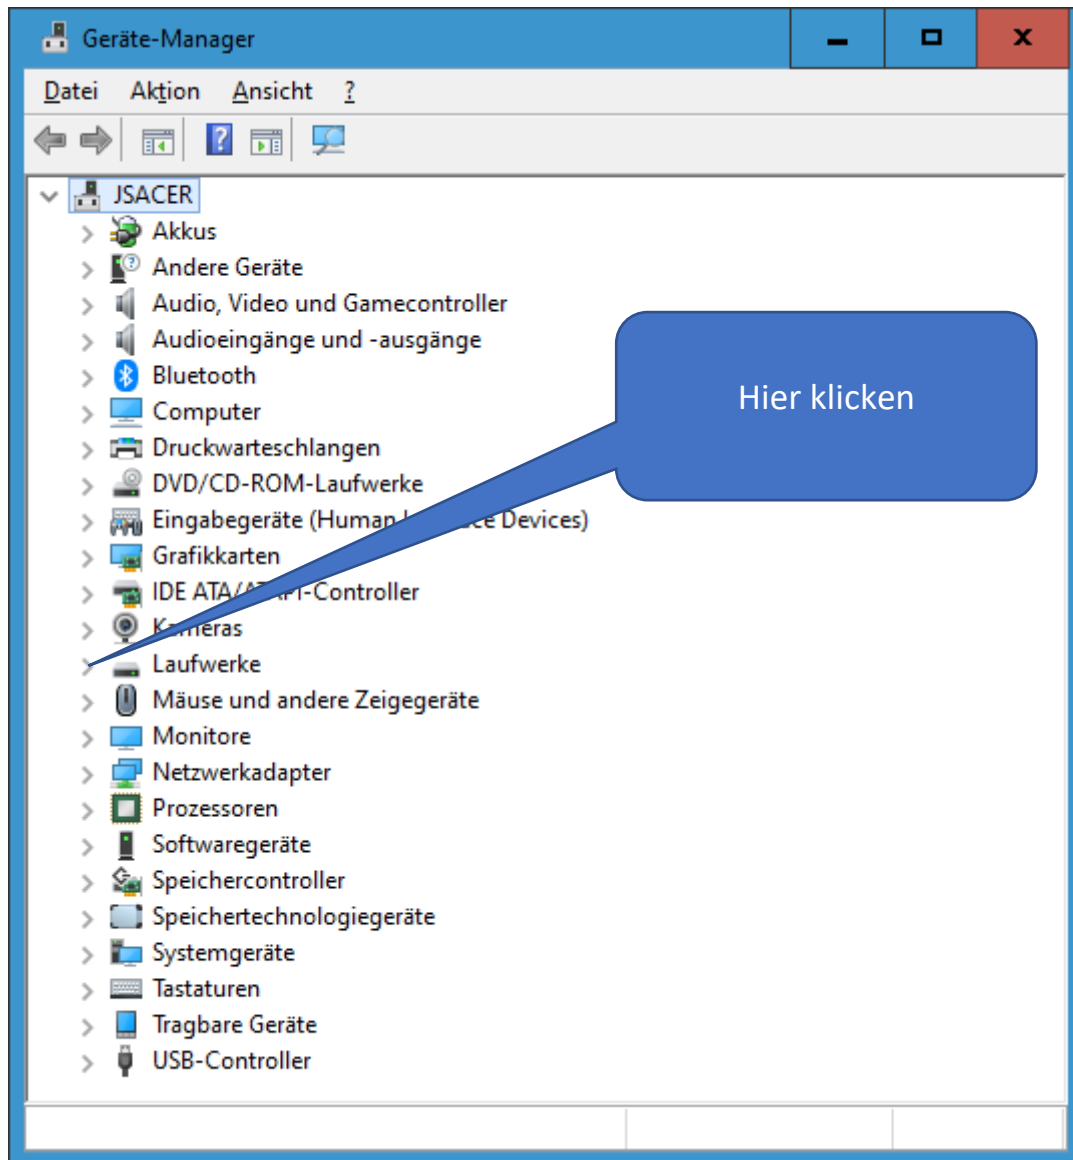 Geräte-Manager
Datei Aktion Ansicht ?
JSACER
Akkus
Andere Geräte
Audio, Video und Gamecontroller
Audioeingänge und -ausgänge
Bluetooth
Hier klicken
Computer
Druckwarteschlangen
DVD/CD-ROM-Laufwerke
Eingabegeräte (Human Devices)
Grafikkarten
IDE -Controller
Kameras
Laufwerke
Mäuse und andere Zeigegeräte
Monitore
Netzwerkadapter
Prozessoren
Softwaregeräte
Speichercontroller
Speichertechnologiegeräte
Systemgeräte
Tastaturen
Tragbare Geräte
USB-Controller